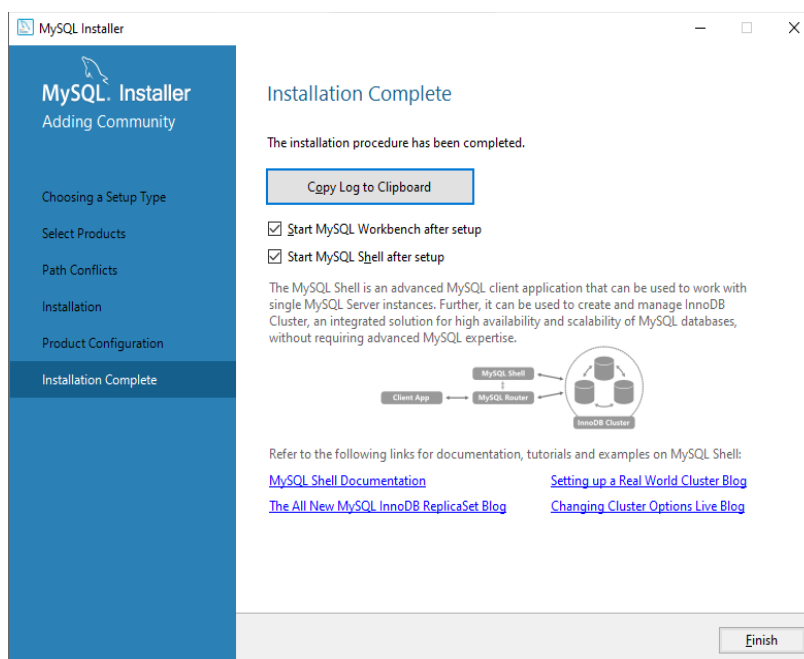 MySQL Installer
MySQL. Installer
Adding Community
Choosing a Setup Type
Select Products
Path Conflicts
Installation
Product Configuration
Installation Complete
Installation Complete
The installation procedure has been completed.
Copy Log to Clipboard
Start MySQL Workbench after setup
Start MySQL Shell after setup
The MySQL Shell is an advanced MySQL client application that can be used to work with
single MySQL Server instances. Further, it can be used to create and manage InnoDB
Cluster, an integrated solution for high availability and scalability of MySQL databases,
without requiring advanced MySQL expertise.
MySQL Shell
Client App
MySQL Router
InnoDB Cluster
Refer to the following links for documentation, tutorials and examples on MySQL Shell:
MySQL Shell Documentation
Setting up a Real World Cluster Blog
The All New MySQL InnoDB ReplicaSet Blog
Changing Cluster Options Live Blog
Finish